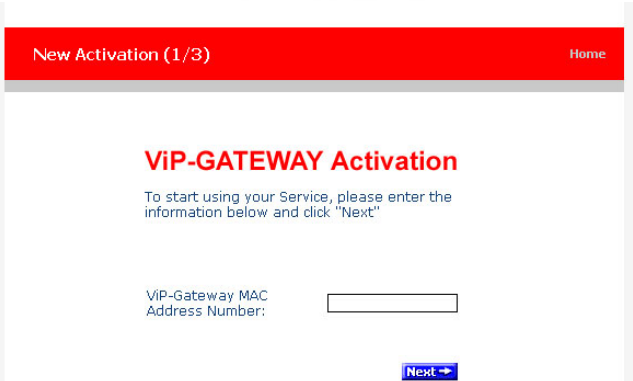 New Activation (1/3)
Home
ViP-GATEWAY Activation
To start using your Service, please enter the
information below and click "Next"
ViP-Gateway MAC
Address Number:
Next